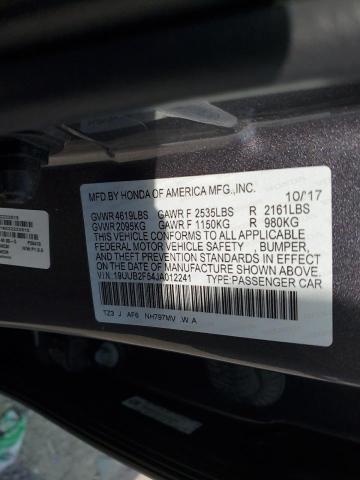 MFD.BY HONDA OF AMERICA MFG.,INC. 10/17
GVWR 4619LBS GAWR F 2535LBS R 2161LBS
GVWR 2095KG GAWR F 1150KG R 980KG
THIS VEHICLE CONFORMS TO ALL APPLICABLE
FEDERAL MOTOR VEHICLE SAFETY , BUMPER,
AND THEFT PREVENTION STANDARDS IN EFFECT
ON THE DATE OF MANUFACTURE SHOWN ABOVE.
V.I.N: 19UUB2F54JA012241 TYPE:PASSENGER CAR
TZ3 J AF6 NH797MV .W.A